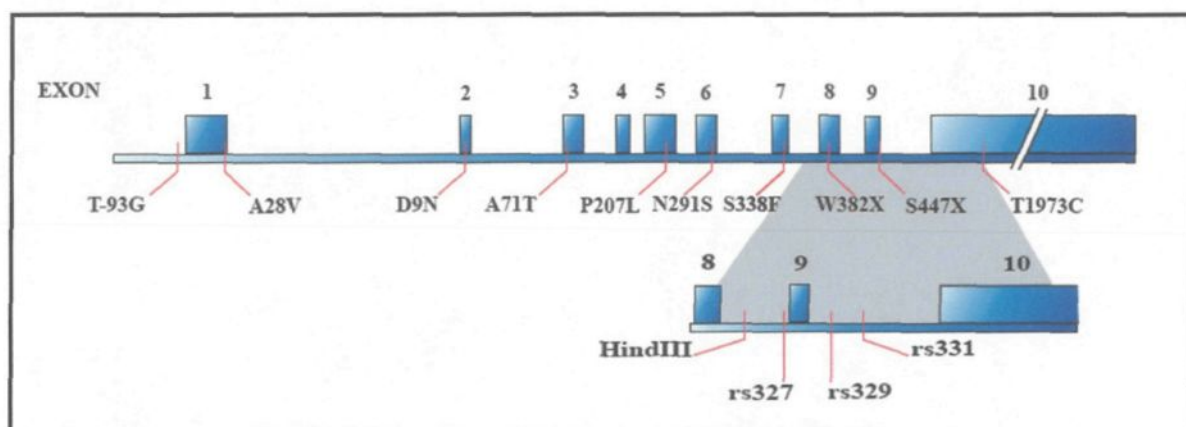 EXON 1 2 3 4 5 6 7 8 9 10
T-93G A28V D9N A71T P207L N291S S338F W382X S447X T1973C
8 9 10
HindIII rs331
rs327 rs329